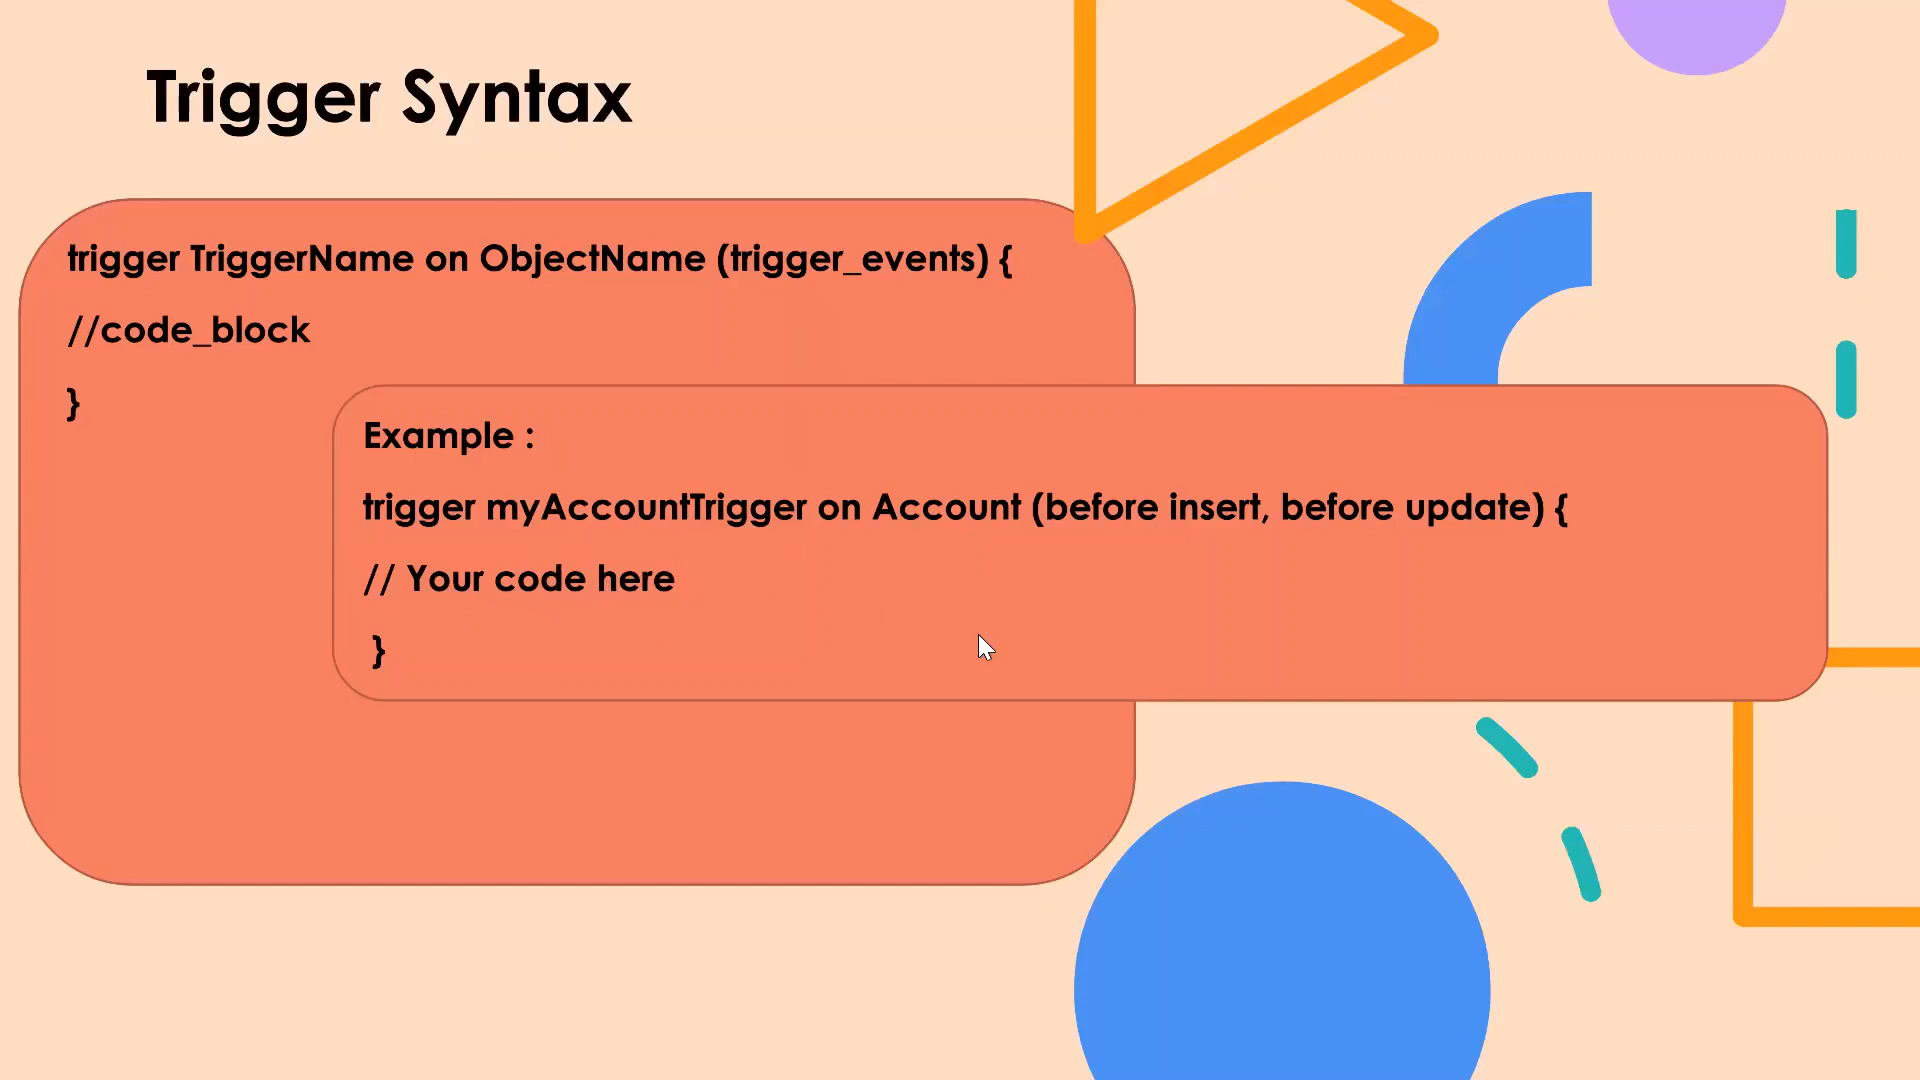 Trigger Syntax
trigger TriggerName on ObjectName (trigger_events) {
//code_block
}
Example :
trigger myAccountTrigger on Account (before insert, before update) {
// Your code here
}